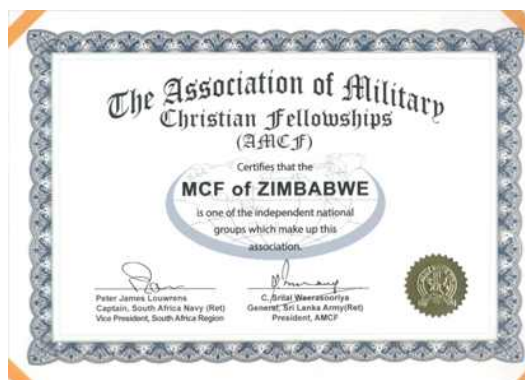 The Association of Military
Christian Fellowships
(AMCF)
Certifies that the
MCF of ZIMBABWE
is one of the independent national
groups which make up this
association.
Peter James Louwrens
Captain, South Africa Navy (Ret)
Vice President, South Africa Region
C. Srilal Weerasooriya
General, Sri Lanka Army(Ret)
President, AMCF